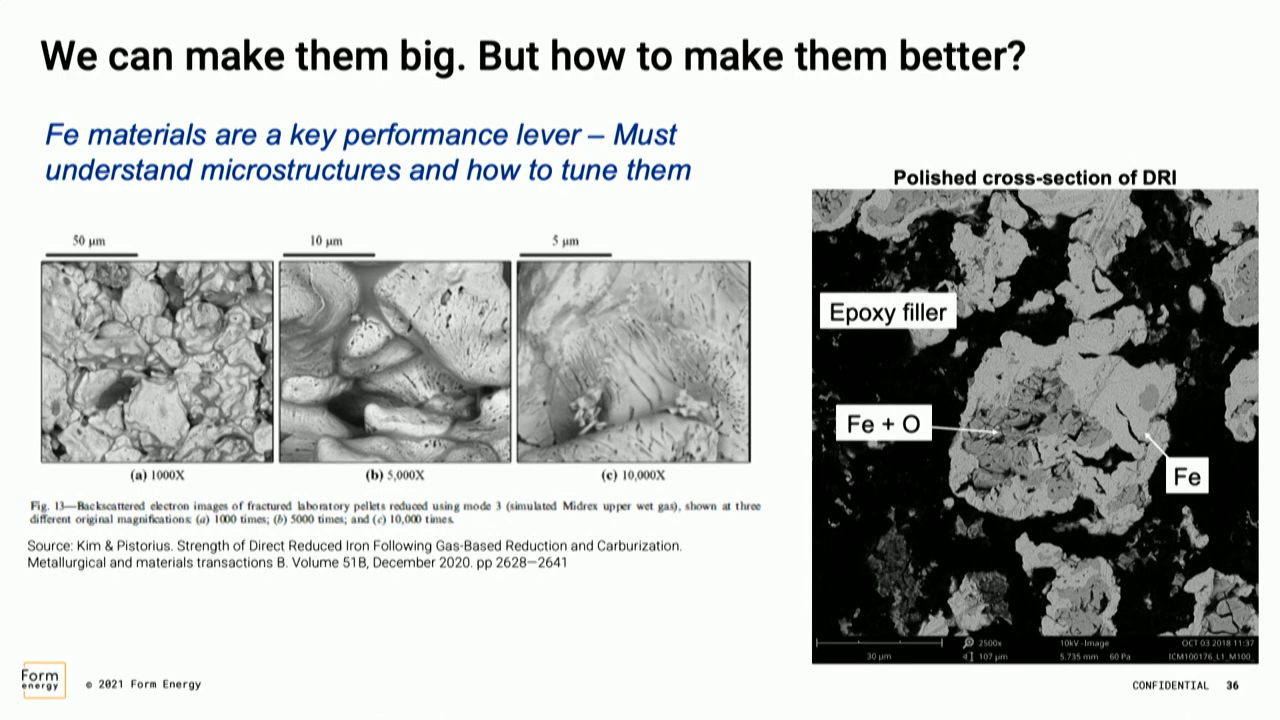 We can make them big. But how to make them better?
Fe materials are a key performance lever – Must
understand microstructures and how to tune them
50 µm
10 µm
5 µm
(a) 1000X
(b) 5,000X
(c) 10,000X
Fig. 13—Backscattered electron images of fractured laboratory pellets reduced using mode 3 (simulated Midrex upper wet gas), shown at three
different original magnifications: (a) 1000 times; (b) 5000 times; and (c) 10,000 times.
Source: Kim & Pistorius. Strength of Direct Reduced Iron Following Gas-Based Reduction and Carburization.
Metallurgical and materials transactions B. Volume 51B, December 2020. pp 2628–2641
Polished cross-section of DRI
Epoxy filler
Fe + O
Fe
2500x 10kV -Image OCT 03 2018 11:37
30 µm 107 µm 5.735 mm 60 Pa ICM100176_L1_M100
Form
energy
© 2021 Form Energy
CONFIDENTIAL 36